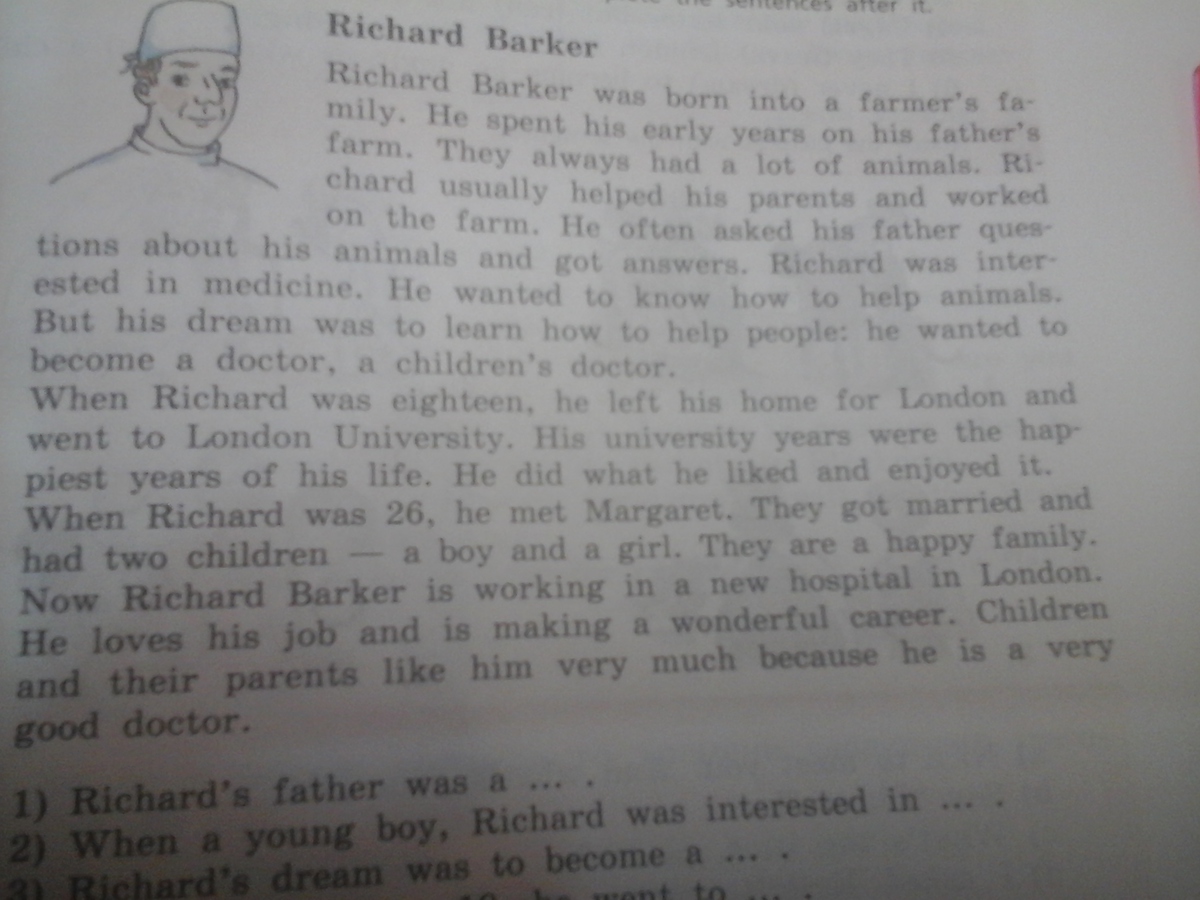 the sentences after it.
Richard Barker
Richard Barker was born into a farmer's fa-
mily. He spent his early years on his father's
farm. They always had a lot of animals. Ri-
chard usually helped his parents and worked
on the farm. He often asked his father ques-
tions about his animals and got answers. Richard was inter-
ested in medicine. He wanted to know how to help animals.
But his dream was to learn how to help people: he wanted to
become a doctor, a children's doctor.
When Richard was eighteen, he left his home for London and
went to London University. His university years were the hap-
piest years of his life. He did what he liked and enjoyed it.
When Richard was 26, he met Margaret. They got married and
had two children — a boy and a girl. They are a happy family.
Now Richard Barker is working in a new hospital in London.
He loves his job and is making a wonderful career. Children
and their parents like him very much because he is a very
good doctor.
1) Richard's father was a ... .
2) When a young boy, Richard was interested in ... .
3) Richard's dream was to become a ... .
he went to ... .